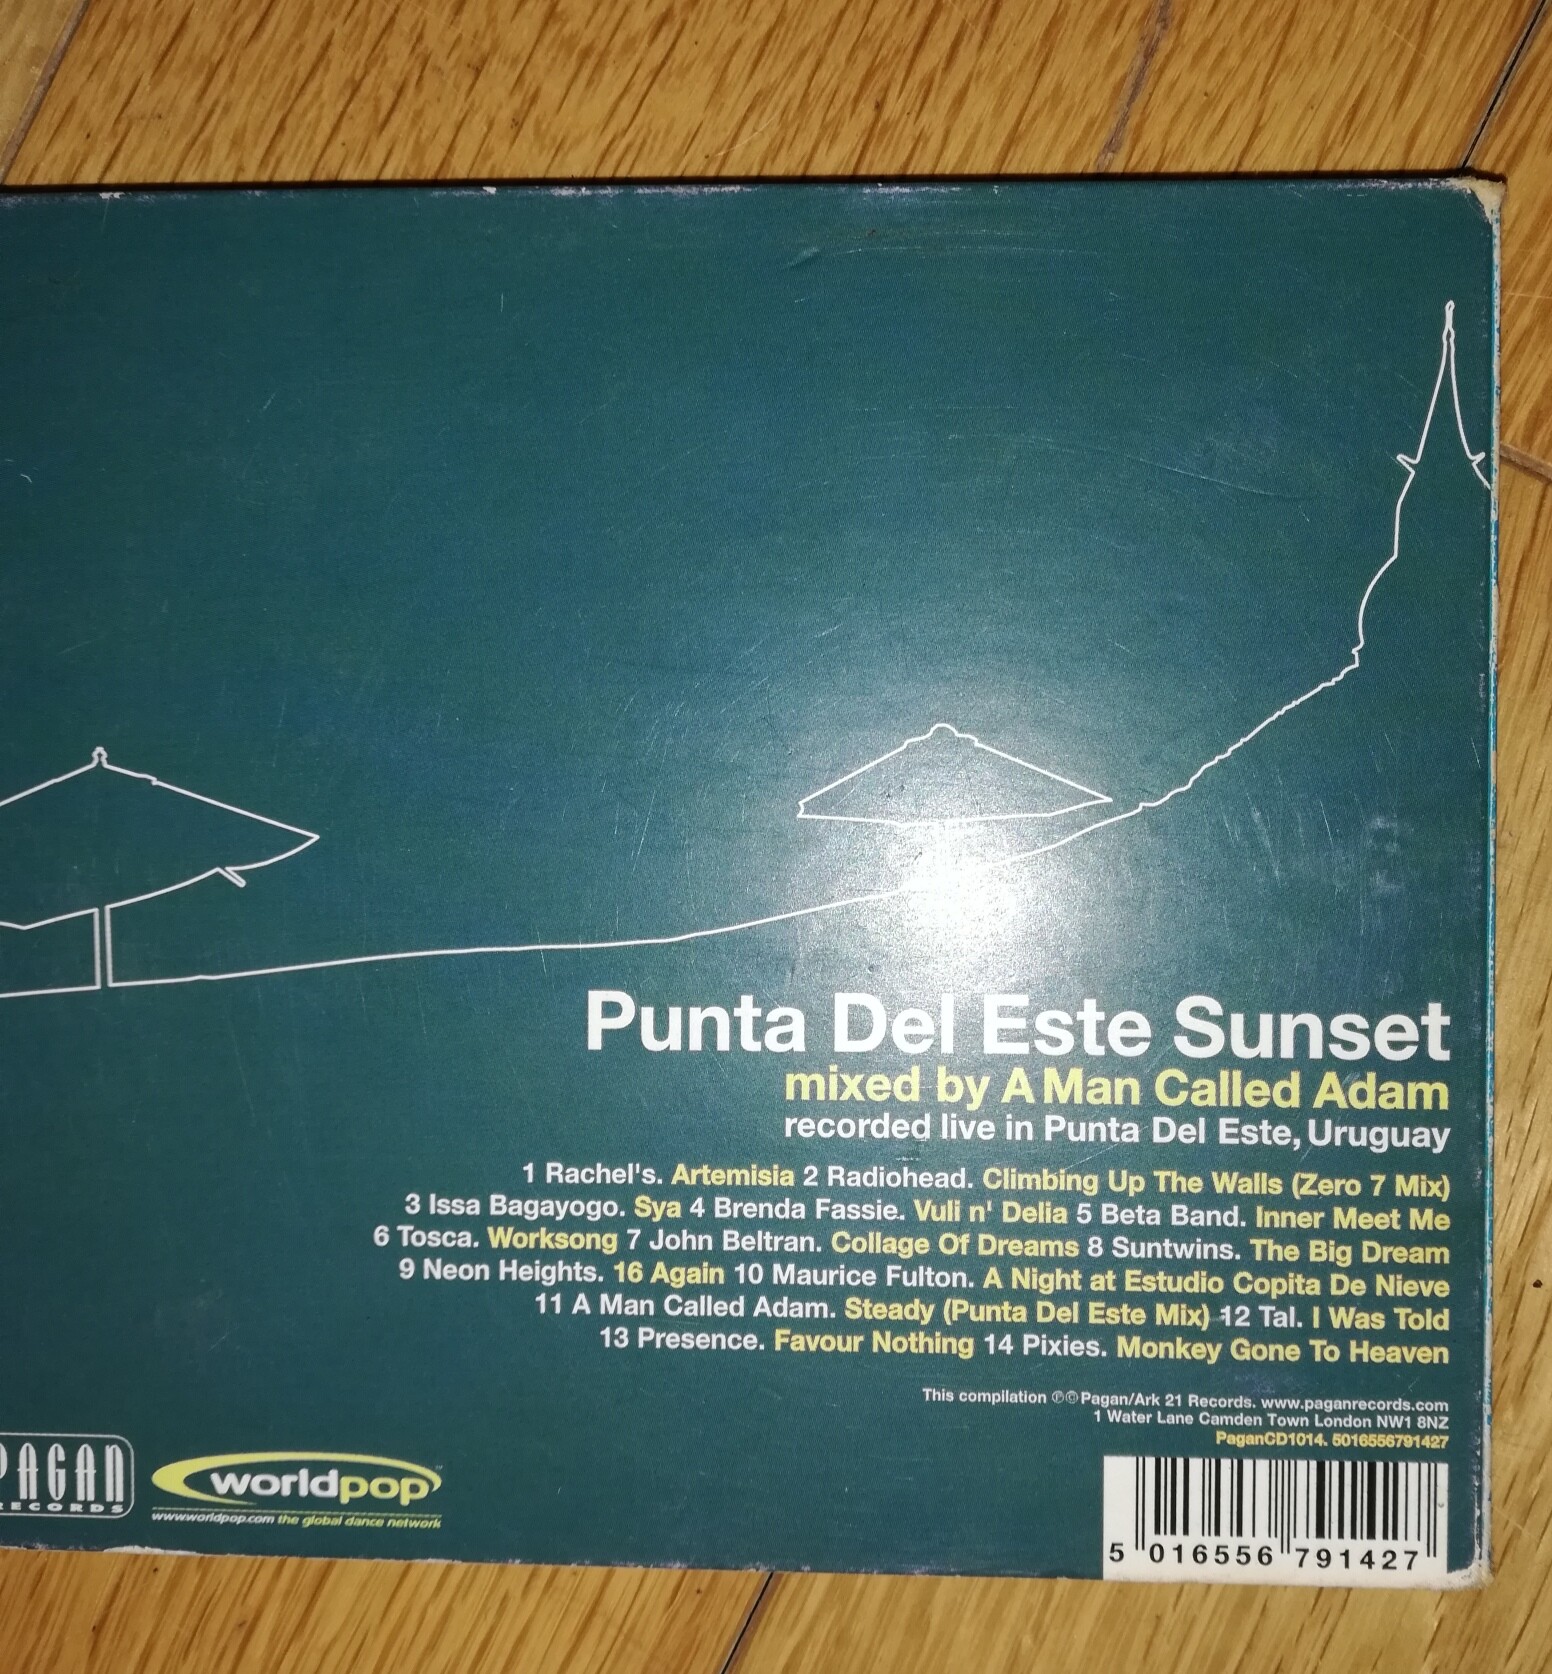 Punta Del Este Sunset
mixed by A Man Called Adam
recorded live in Punta Del Este, Uruguay
1 Rachel's. Artemisia 2 Radiohead. Climbing Up The Walls (Zero 7 Mix)
3 Issa Bagayogo. Sya 4 Brenda Fassie. Vuli n' Delia 5 Beta Band. Inner Meet Me
6 Tosca. Worksong 7 John Beltran. Collage Of Dreams 8 Suntwins. The Big Dream
9 Neon Heights. 16 Again 10 Maurice Fulton. A Night at Estudio Copita De Nieve
11 A Man Called Adam. Steady (Punta Del Este Mix) 12 Tal. I Was Told
13 Presence. Favour Nothing 14 Pixies. Monkey Gone To Heaven
This compilation ℗©Pagan/Ark 21 Records. www.paganrecords.com
1 Water Lane Camden Town London NW1 8NZ
PaganCD1014. 5016556791427
PAGAN
RECORDS
worldpop™
www.worldpop.com the global dance network
5 016556 791427